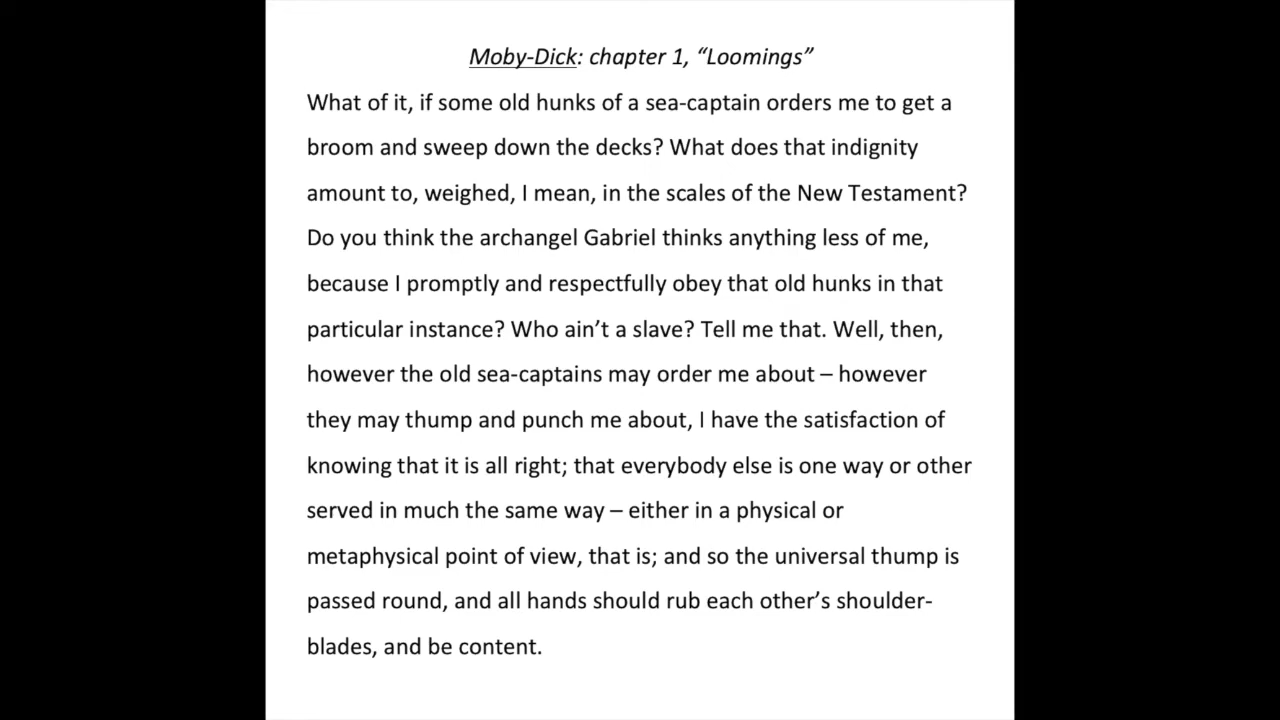 Moby-Dick: chapter 1, “Loomings”
What of it, if some old hunks of a sea-captain orders me to get a
broom and sweep down the decks? What does that indignity
amount to, weighed, I mean, in the scales of the New Testament?
Do you think the archangel Gabriel thinks anything less of me,
because I promptly and respectfully obey that old hunks in that
particular instance? Who ain’t a slave? Tell me that. Well, then,
however the old sea-captains may order me about – however
they may thump and punch me about, I have the satisfaction of
knowing that it is all right; that everybody else is one way or other
served in much the same way – either in a physical or
metaphysical point of view, that is; and so the universal thump is
passed round, and all hands should rub each other’s shoulder-
blades, and be content.